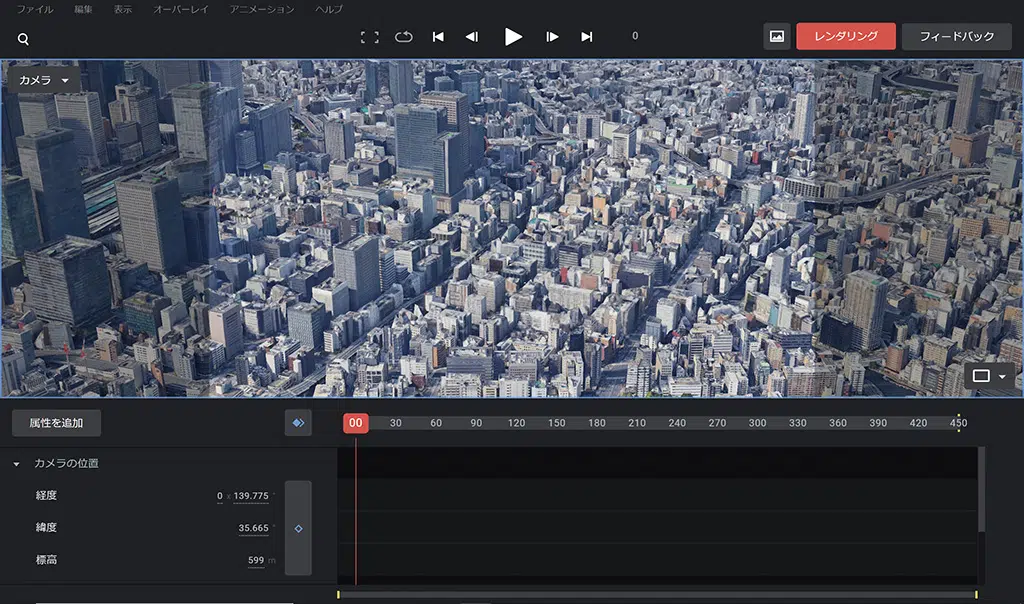 ファイル 編集 表示 オーバーレイ アニメーション ヘルプ
0 レンダリング フィードバック
カメラ
属性を追加 00 30 60 90 120 150 180 210 240 270 300 330 360 390 420 450
カメラの位置
経度 0 x 139.775 °
緯度 35.665 °
標高 599 m